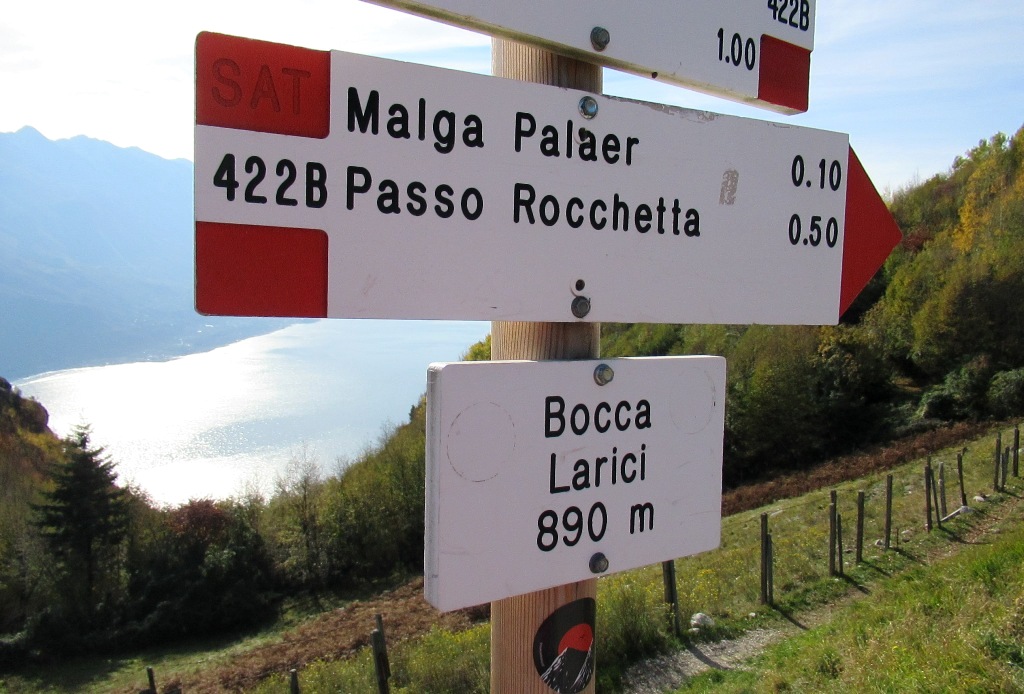 422B
1.00
SAT
Malga Palaer 0.10
422B Passo Rocchetta 0.50
Bocca
Larici
890 m